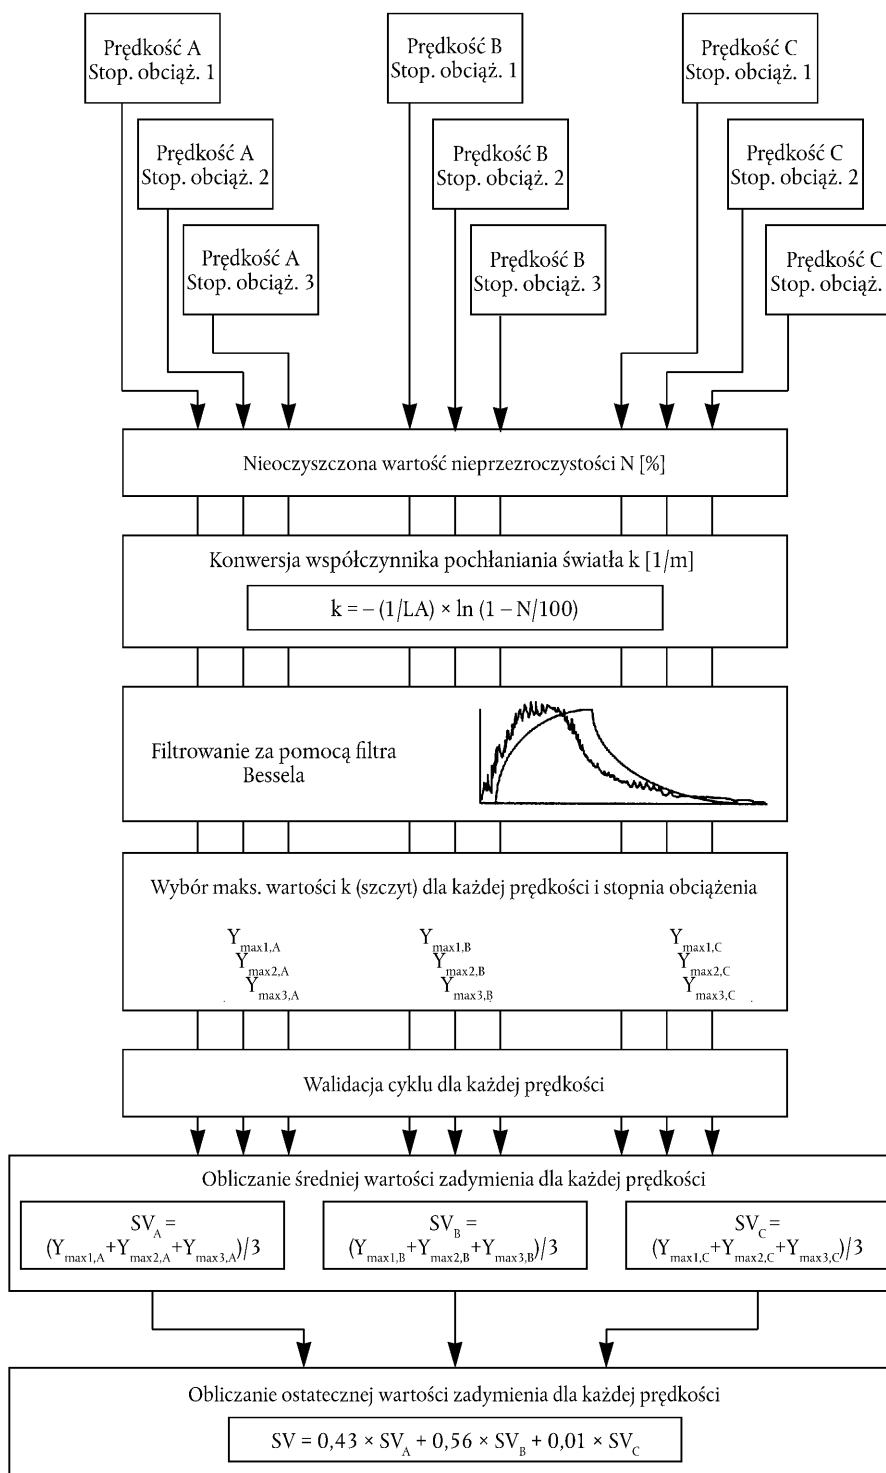 Prędkość A
Stop. obciąż. 1
Prędkość B
Stop. obciąż. 1
Prędkość C
Stop. obciąż. 1
Prędkość A
Stop. obciąż. 2
Prędkość B
Stop. obciąż. 2
Prędkość C
Stop. obciąż. 2
Prędkość A
Stop. obciąż. 3
Prędkość B
Stop. obciąż. 3
Prędkość C
Stop. obciąż.
Nieoczyszczona wartość nieprzezroczystości N [%]
Konwersja współczynnika pochłaniania światła k [1/m]
k = – (1/LA) × ln (1 – N/100)
Filtrowanie za pomocą filtra
Bessela
Wybór maks. wartości k (szczyt) dla każdej prędkości i stopnia obciążenia
Ymax1,A Ymax1,B Ymax1,C
Ymax2,A Ymax2,B Ymax2,C
Ymax3,A Ymax3,B Ymax3,C
Walidacja cyklu dla każdej prędkości
Obliczanie średniej wartości zadymienia dla każdej prędkości
SVA =
(Ymax1,A+Ymax2,A+Ymax3,A)/3
SVB =
(Ymax1,B+Ymax2,B+Ymax3,B)/3
SVC =
(Ymax1,C+Ymax2,C+Ymax3,C)/3
Obliczanie ostatecznej wartości zadymienia dla każdej prędkości
SV = 0,43 × SVA + 0,56 × SVB + 0,01 × SVC